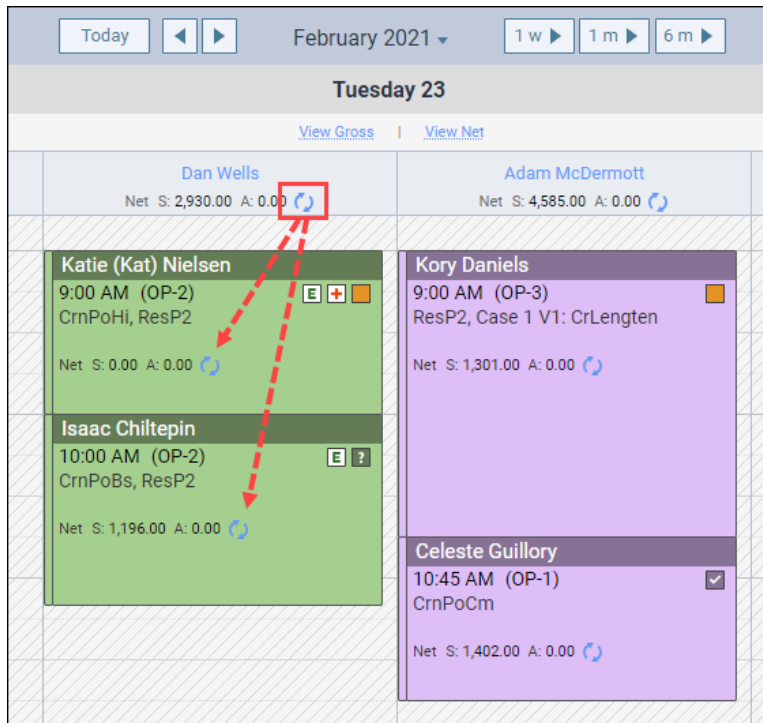 Today February 2021 1 w 1 m 6 m
Tuesday 23
View Gross | View Net
Dan Wells
Net S: 2,930.00 A: 0.00
Adam McDermott
Net S: 4,585.00 A: 0.00
Katie (Kat) Nielsen
9:00 AM (OP-2) E
CrnPoHi, ResP2
Net S: 0.00 A: 0.00
Isaac Chiltepin
10:00 AM (OP-2) E ?
CrnPoBs, ResP2
Net S: 1,196.00 A: 0.00
Kory Daniels
9:00 AM (OP-3)
ResP2, Case 1 V1: CrLengten
Net S: 1,301.00 A: 0.00
Celeste Guillory
10:45 AM (OP-1)
CrnPoCm
Net S: 1,402.00 A: 0.00